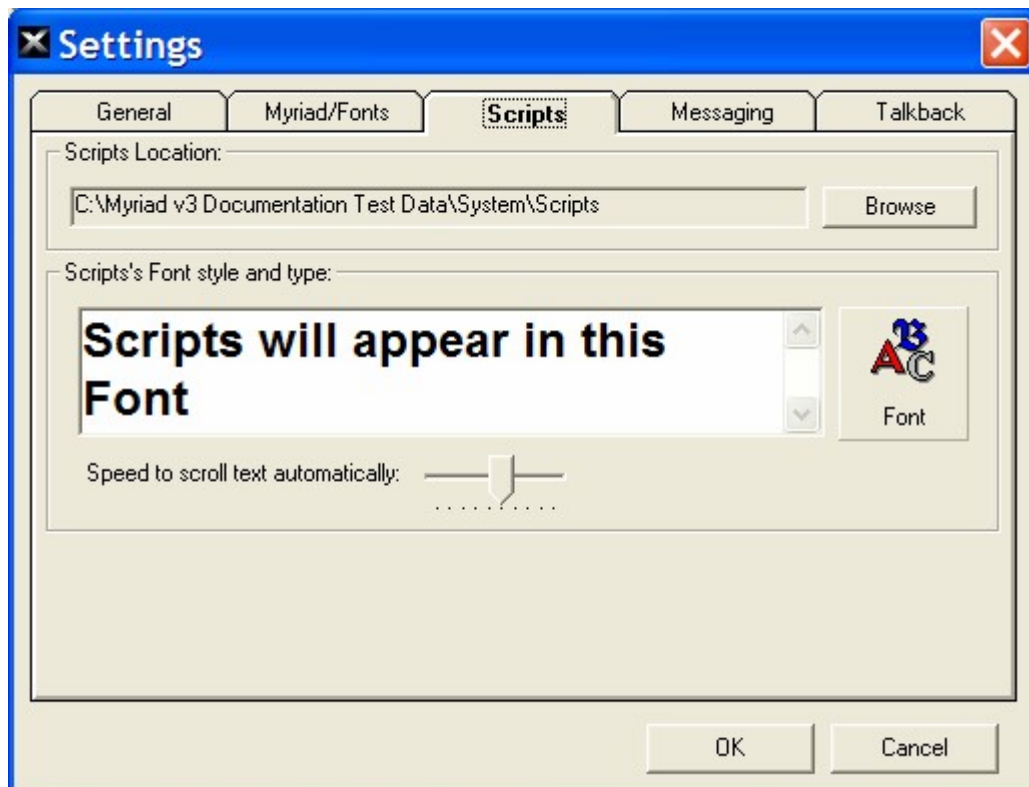 Settings
General Myriad/Fonts Scripts Messaging Talkback
Scripts Location:
C:\Myriad v3 Documentation Test Data\System\Scripts Browse
Scripts's Font style and type:
Scripts will appear in this
Font
ABC
Font
Speed to scroll text automatically:
OK Cancel